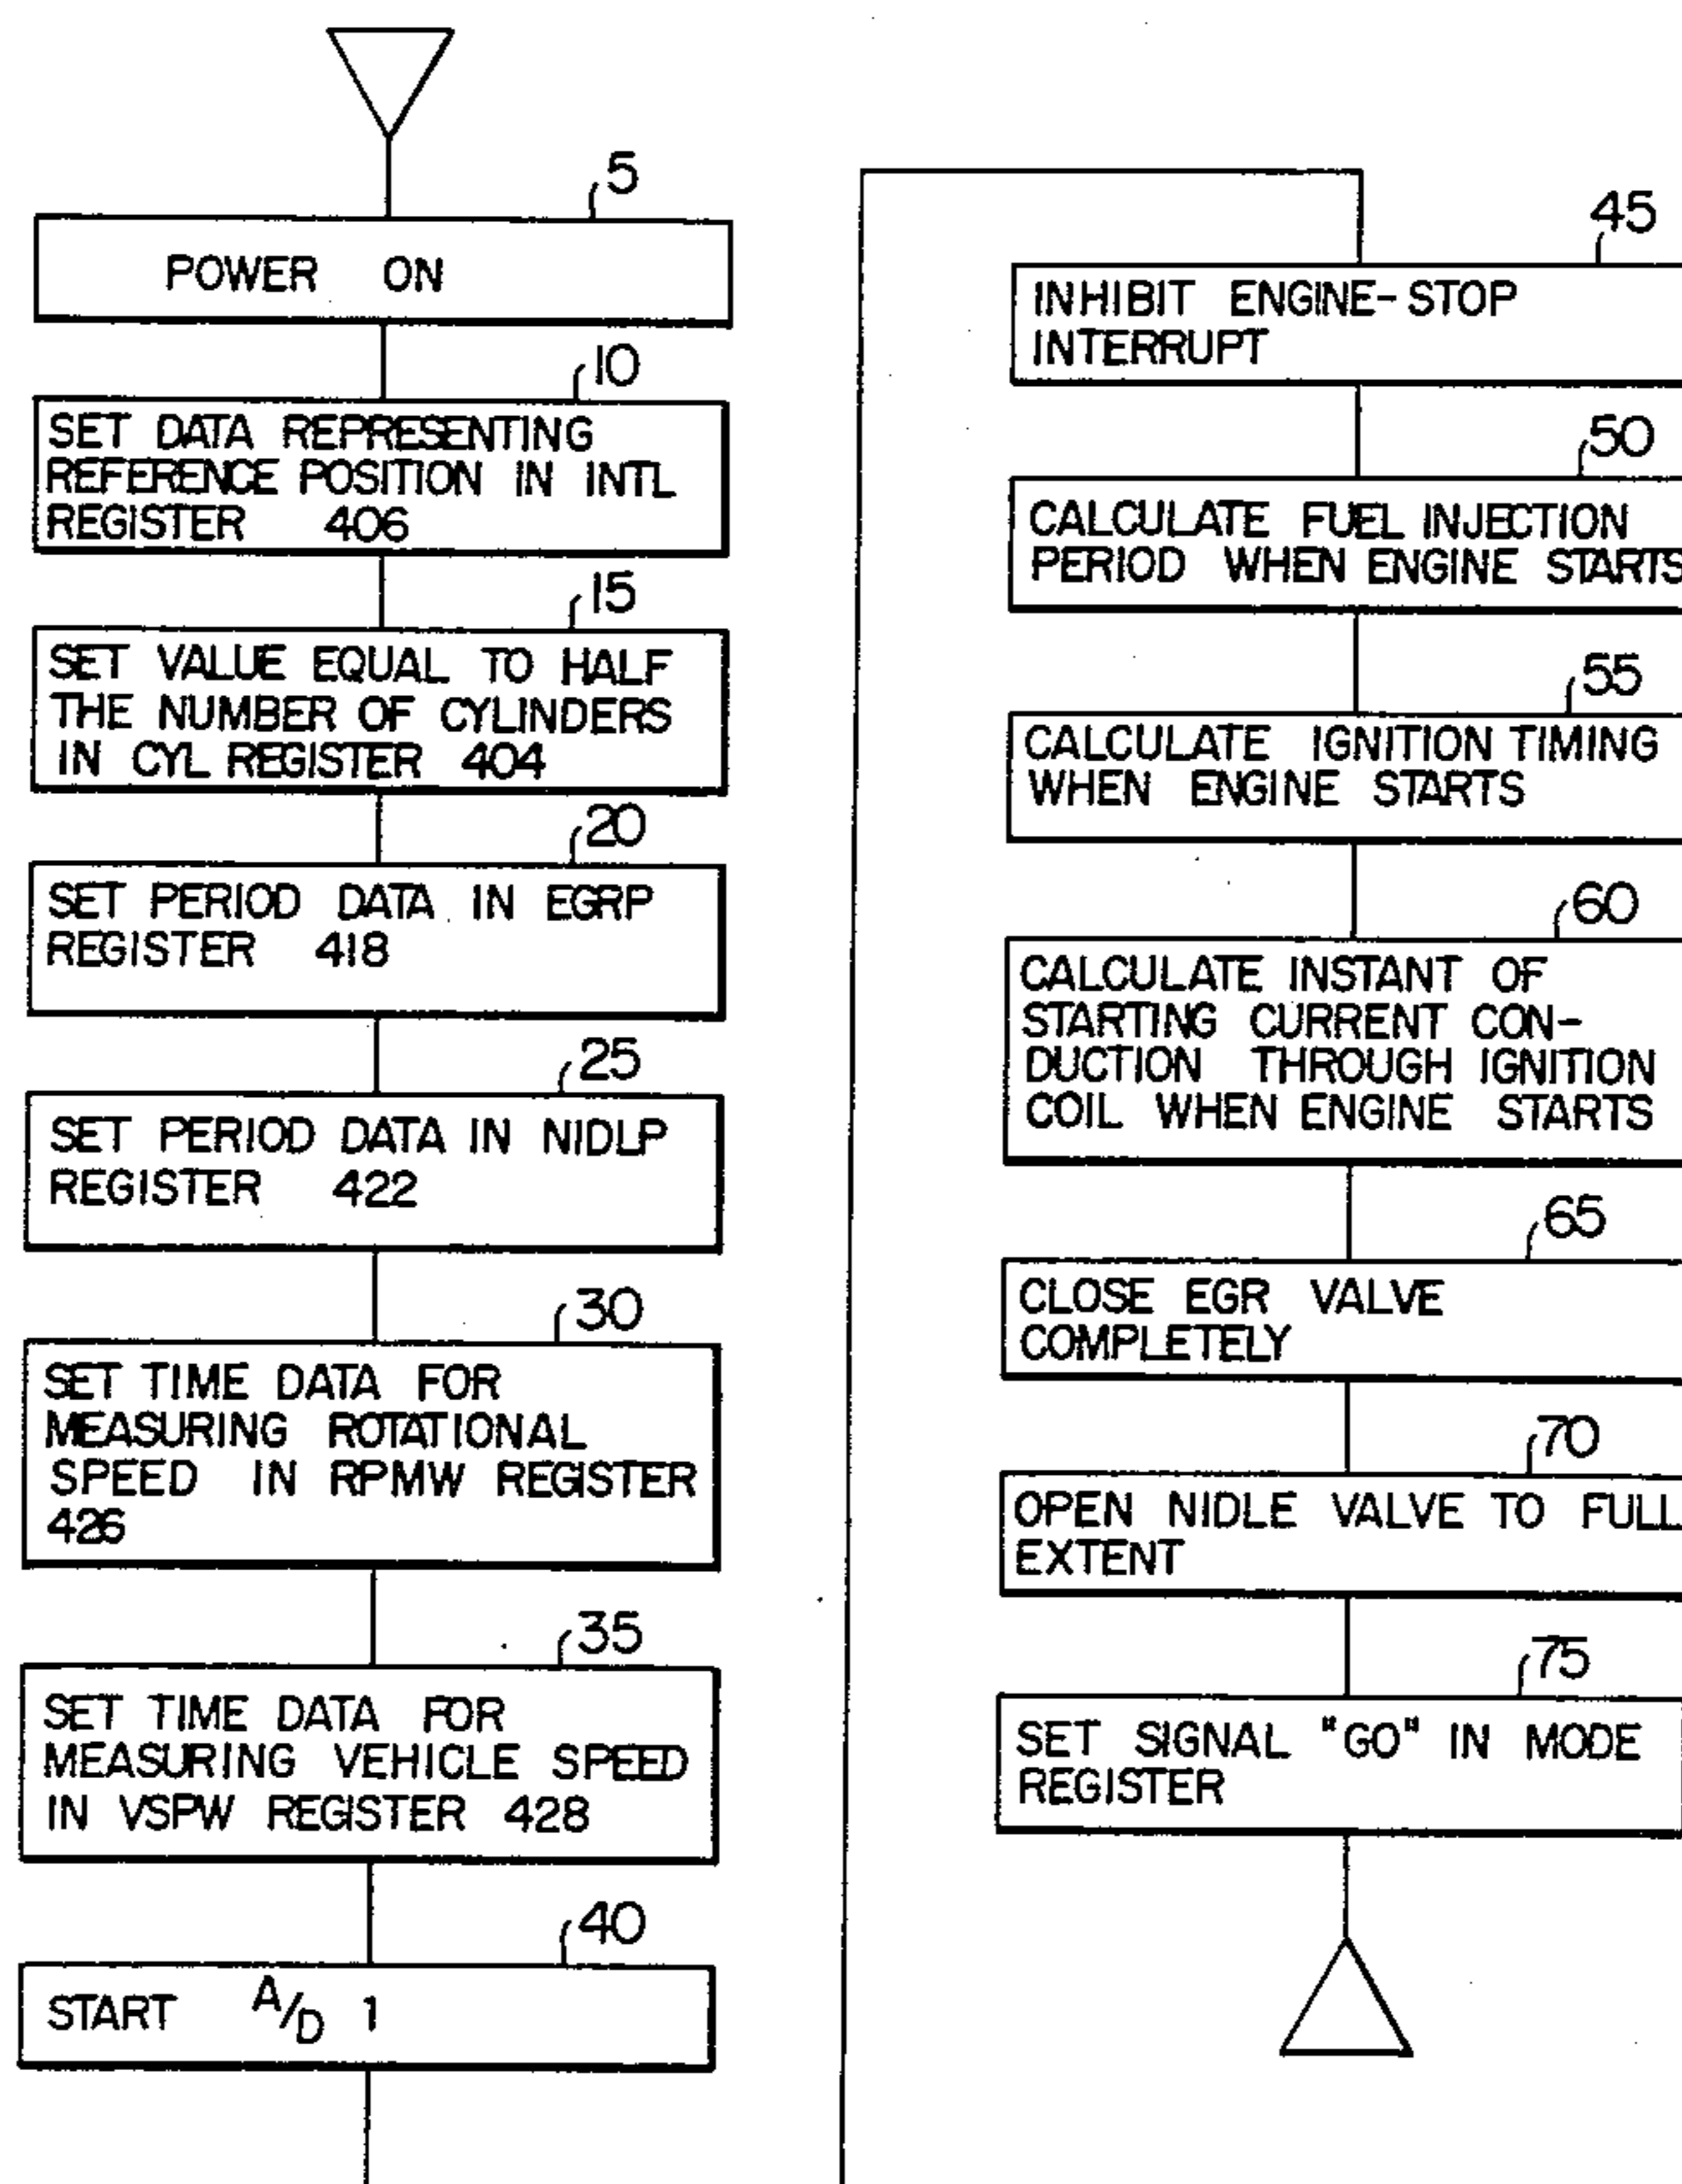 5
POWER ON
10
SET DATA REPRESENTING
REFERENCE POSITION IN INTL
REGISTER 406
15
SET VALUE EQUAL TO HALF
THE NUMBER OF CYLINDERS
IN CYL REGISTER 404
20
SET PERIOD DATA IN EGRP
REGISTER 418
25
SET PERIOD DATA IN NIDLP
REGISTER 422
30
SET TIME DATA FOR
MEASURING ROTATIONAL
SPEED IN RPMW REGISTER
426
35
SET TIME DATA FOR
MEASURING VEHICLE SPEED
IN VSPW REGISTER 428
40
START A/D 1
45
INHIBIT ENGINE-STOP
INTERRUPT
50
CALCULATE FUEL INJECTION
PERIOD WHEN ENGINE STARTS
55
CALCULATE IGNITION TIMING
WHEN ENGINE STARTS
60
CALCULATE INSTANT OF
STARTING CURRENT CON-
DUCTION THROUGH IGNITION
COIL WHEN ENGINE STARTS
65
CLOSE EGR VALVE
COMPLETELY
70
OPEN NIDLE VALVE TO FULL
EXTENT
75
SET SIGNAL "GO" IN MODE
REGISTER